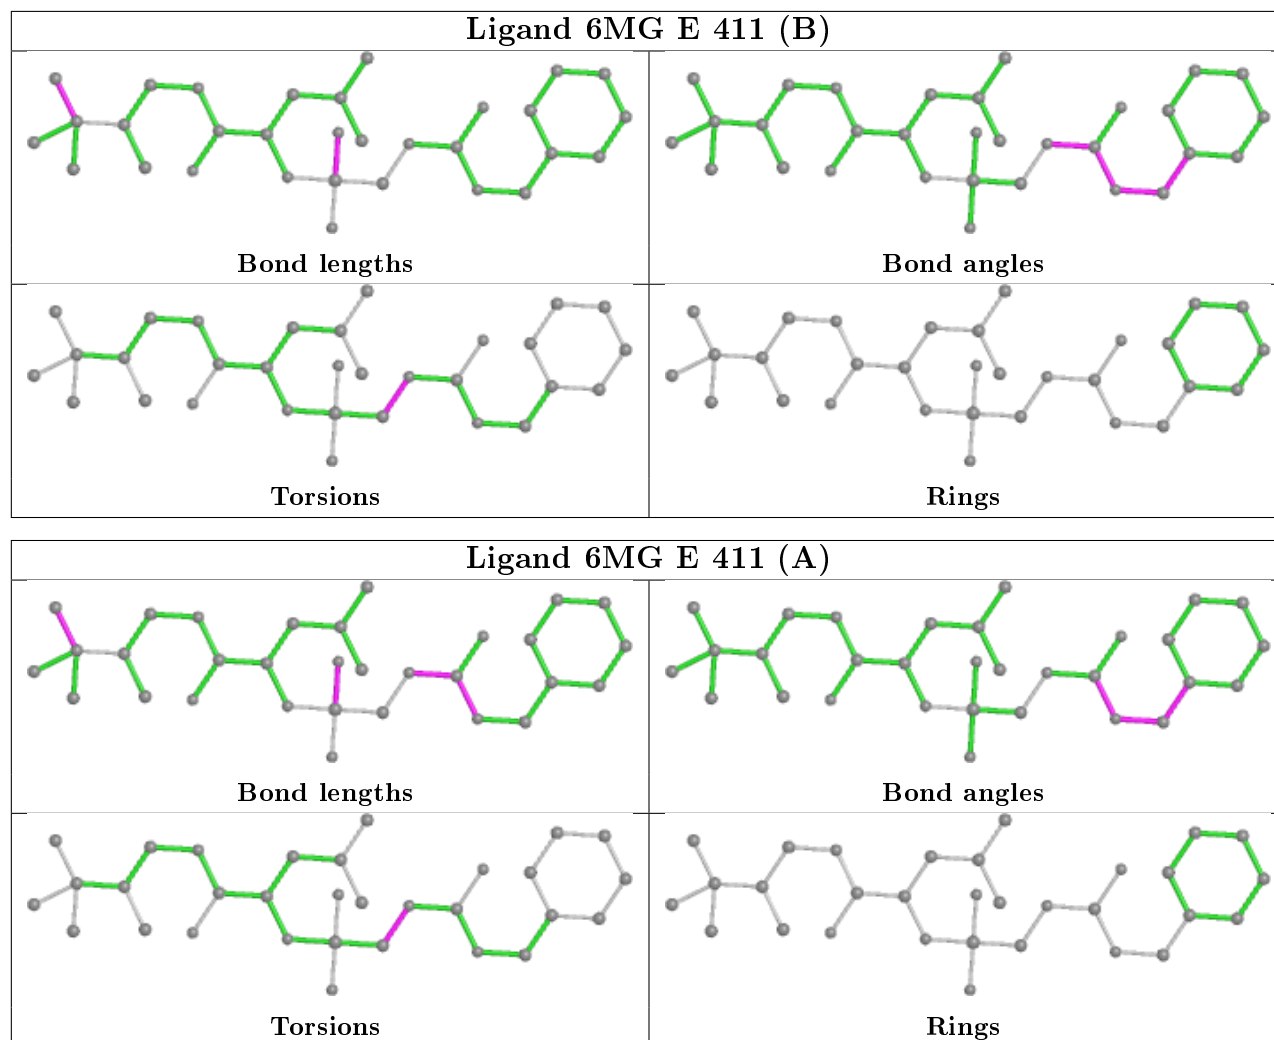 Ligand 6MG E 411 (B)
Bond lengths
Bond angles
Torsions
Rings
Ligand 6MG E 411 (A)
Bond lengths
Bond angles
Torsions
Rings